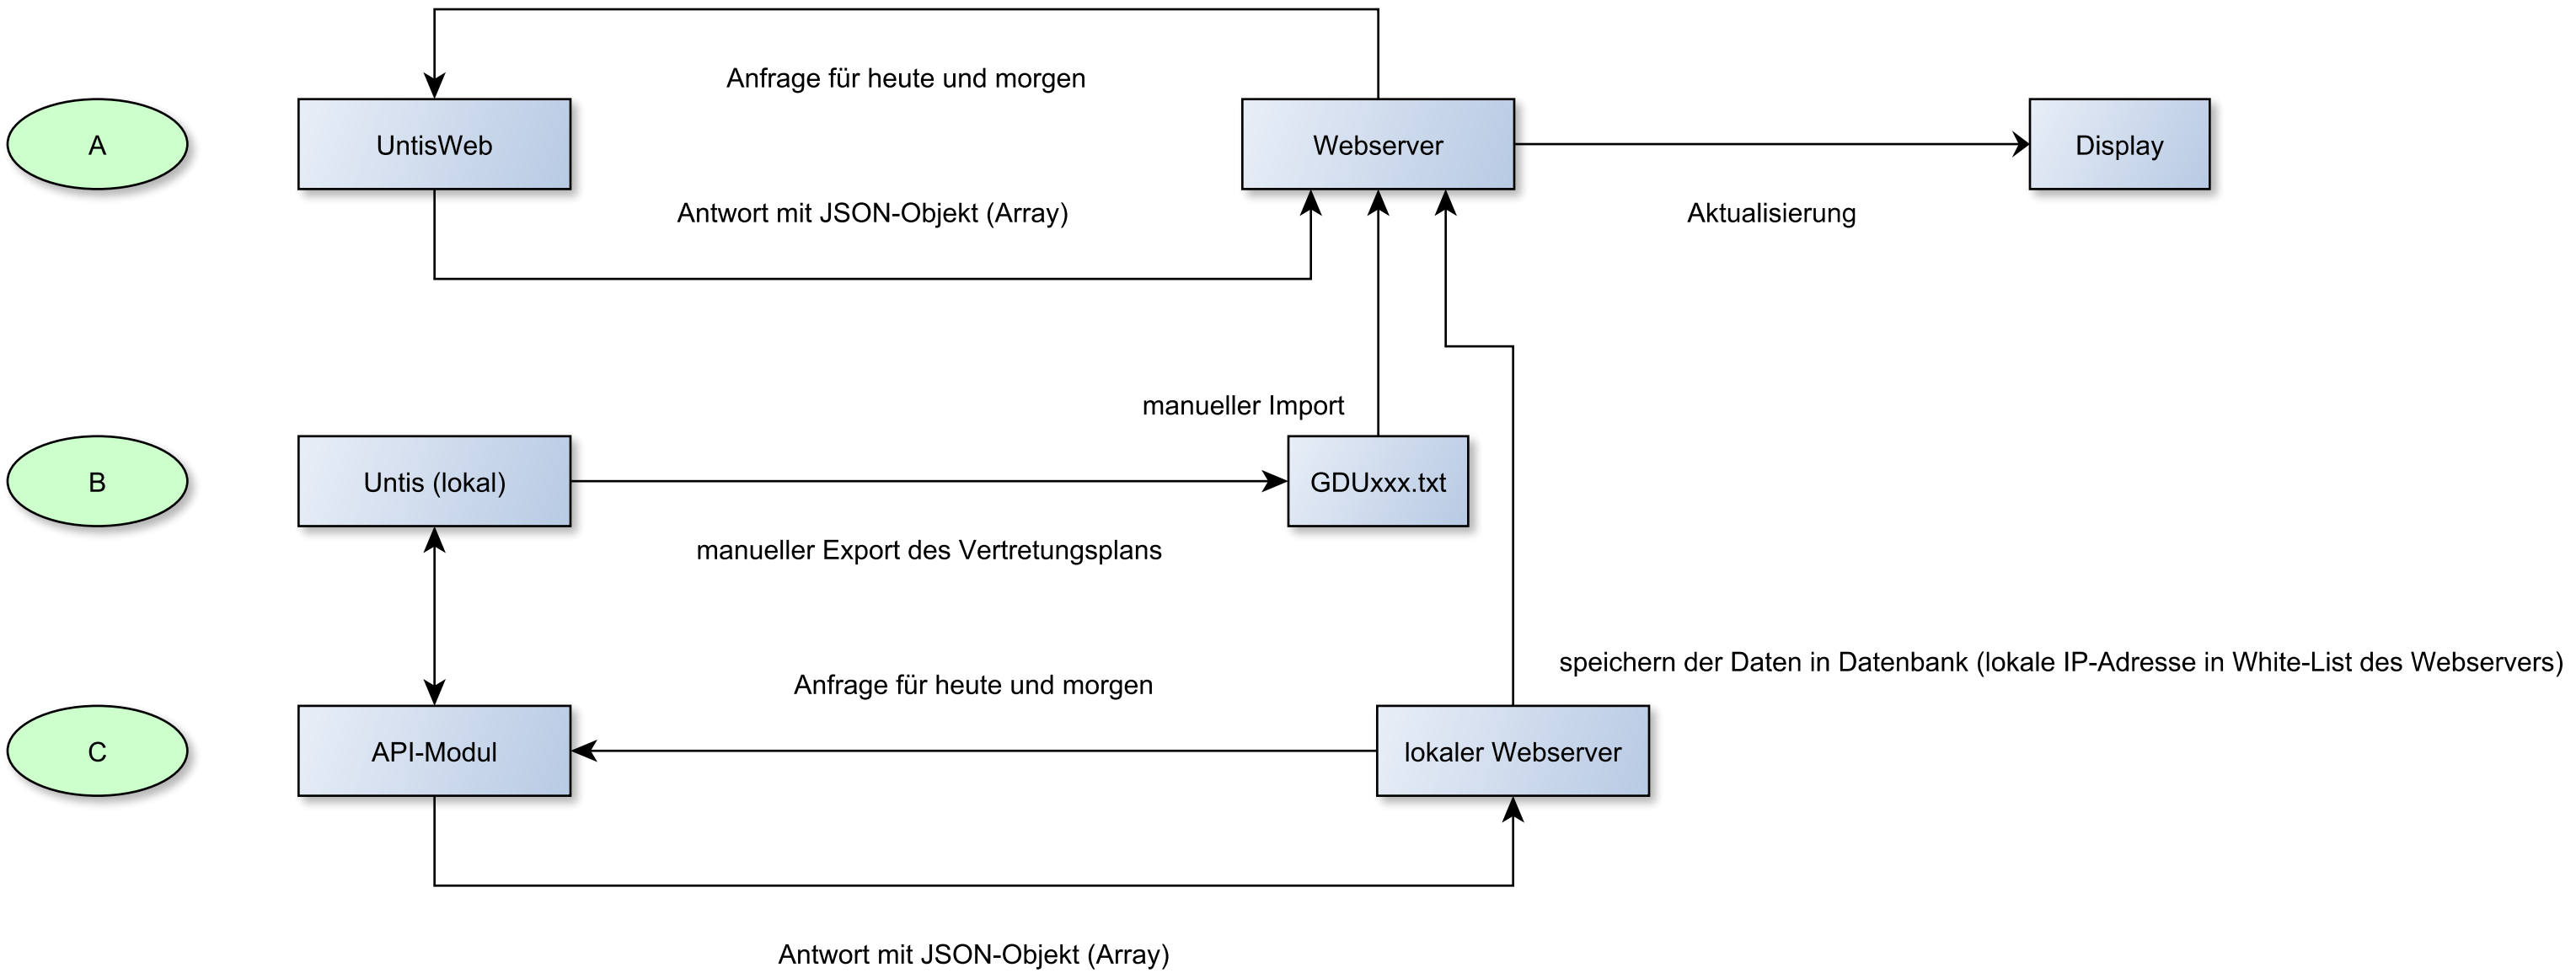 Anfrage für heute und morgen
A
UntisWeb
Webserver
Display
Antwort mit JSON-Objekt (Array)
Aktualisierung
manueller Import
B
Untis (lokal)
GDUxxx.txt
manueller Export des Vertretungsplans
speichern der Daten in Datenbank (lokale IP-Adresse in White-List des Webservers)
Anfrage für heute und morgen
C
API-Modul
lokaler Webserver
Antwort mit JSON-Objekt (Array)